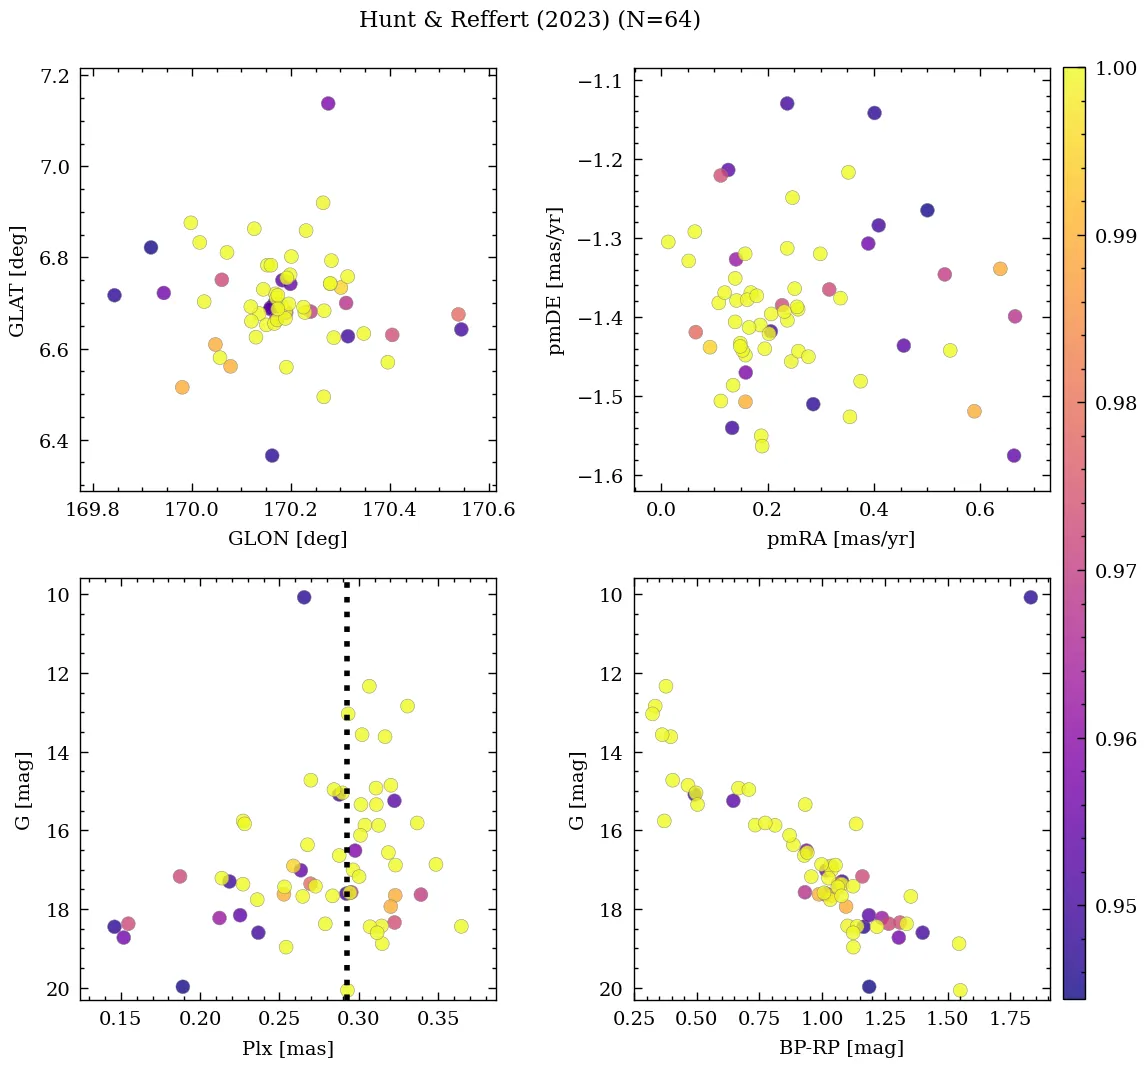 Hunt & Reffert (2023) (N=64)
7.2
7.0
6.8
6.6
6.4
GLAT [deg]
169.8 170.0 170.2 170.4 170.6
GLON [deg]
−1.1
−1.2
−1.3
−1.4
−1.5
−1.6
pmDE [mas/yr]
0.0 0.2 0.4 0.6
pmRA [mas/yr]
10
12
14
16
18
20
G [mag]
0.15 0.20 0.25 0.30 0.35
Plx [mas]
10
12
14
16
18
20
G [mag]
0.25 0.50 0.75 1.00 1.25 1.50 1.75
BP-RP [mag]
1.00
0.99
0.98
0.97
0.96
0.95